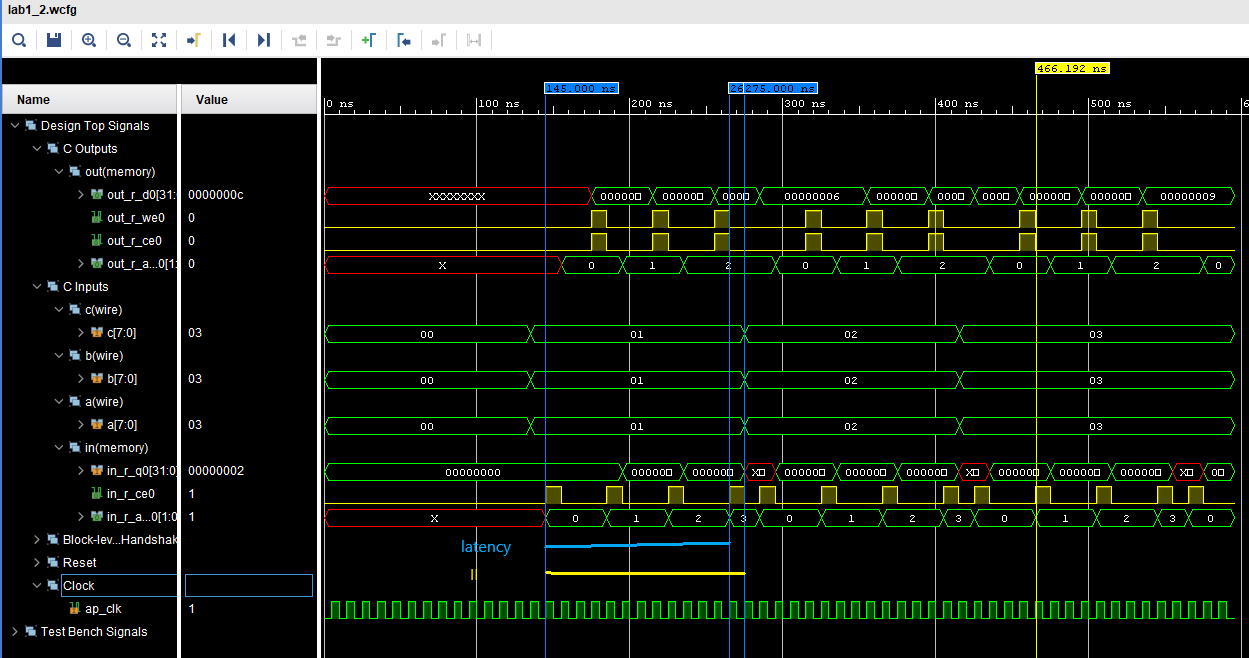 lab1_2.wcfg
466.192 ns
145.000 ns 275.000 ns
Name Value
0 ns 100 ns 200 ns 300 ns 400 ns 500 ns
Design Top Signals
C Outputs
out(memory)
out_r_d0[31: 0000000c XXXXXXXX 00000006 00000009
out_r_we0 0
out_r_ce0 0
out_r_a...0[1: 0 X 0 1 2 0 1 2 0 1 2 0
C Inputs
c(wire)
c[7:0] 03 00 01 02 03
b(wire)
b[7:0] 03 00 01 02 03
a(wire)
a[7:0] 03 00 01 02 03
in(memory)
in_r_q0[31:0] 00000002 00000000
in_r_ce0 1
in_r_a...0[1:0 1 X 0 1 2 3 0 1 2 3 0 1 2 3 0
Block-lev...Handshak latency
Reset II
Clock
ap_clk 1
Test Bench Signals